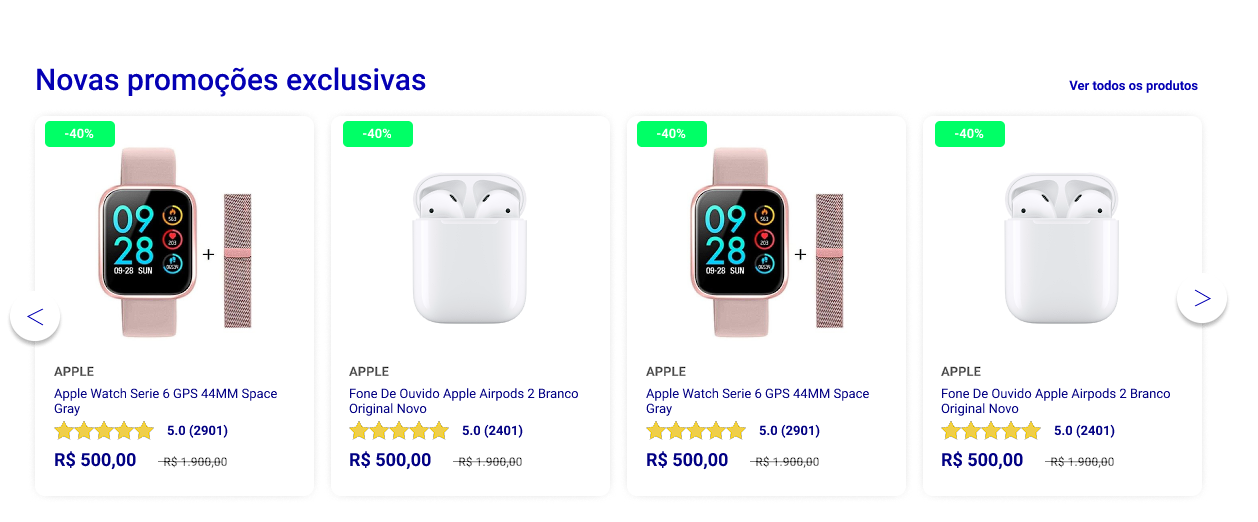 Novas promoções exclusivas
Ver todos os produtos
-40%
09
28
09-28 SUN
563
203
+
APPLE
Apple Watch Serie 6 GPS 44MM Space
Gray
5.0 (2901)
R$ 500,00 R$ 1.900,00
-40%
APPLE
Fone De Ouvido Apple Airpods 2 Branco
Original Novo
5.0 (2401)
R$ 500,00 R$ 1.900,00
-40%
09
28
09-28 SUN
563
203
+
APPLE
Apple Watch Serie 6 GPS 44MM Space
Gray
5.0 (2901)
R$ 500,00 R$ 1.900,00
-40%
APPLE
Fone De Ouvido Apple Airpods 2 Branco
Original Novo
5.0 (2401)
R$ 500,00 R$ 1.900,00
<
>